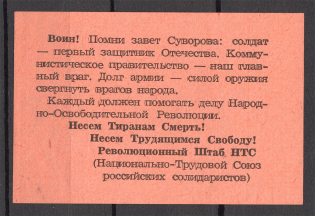 Воин! Помни завет Суворова: солдат
— первый защитник Отечества. Комму-
нистическое правительство — наш глав-
ный враг. Долг армии — силой оружия
свергнуть врагов народа.
Каждый должен помогать делу Народ-
но-Освободительной Революции.
Несем Тиранам Смерть!
Несем Трудящимся Свободу!
Революционный Штаб НТС
(Национально-Трудовой Союз
российских солидаристов)